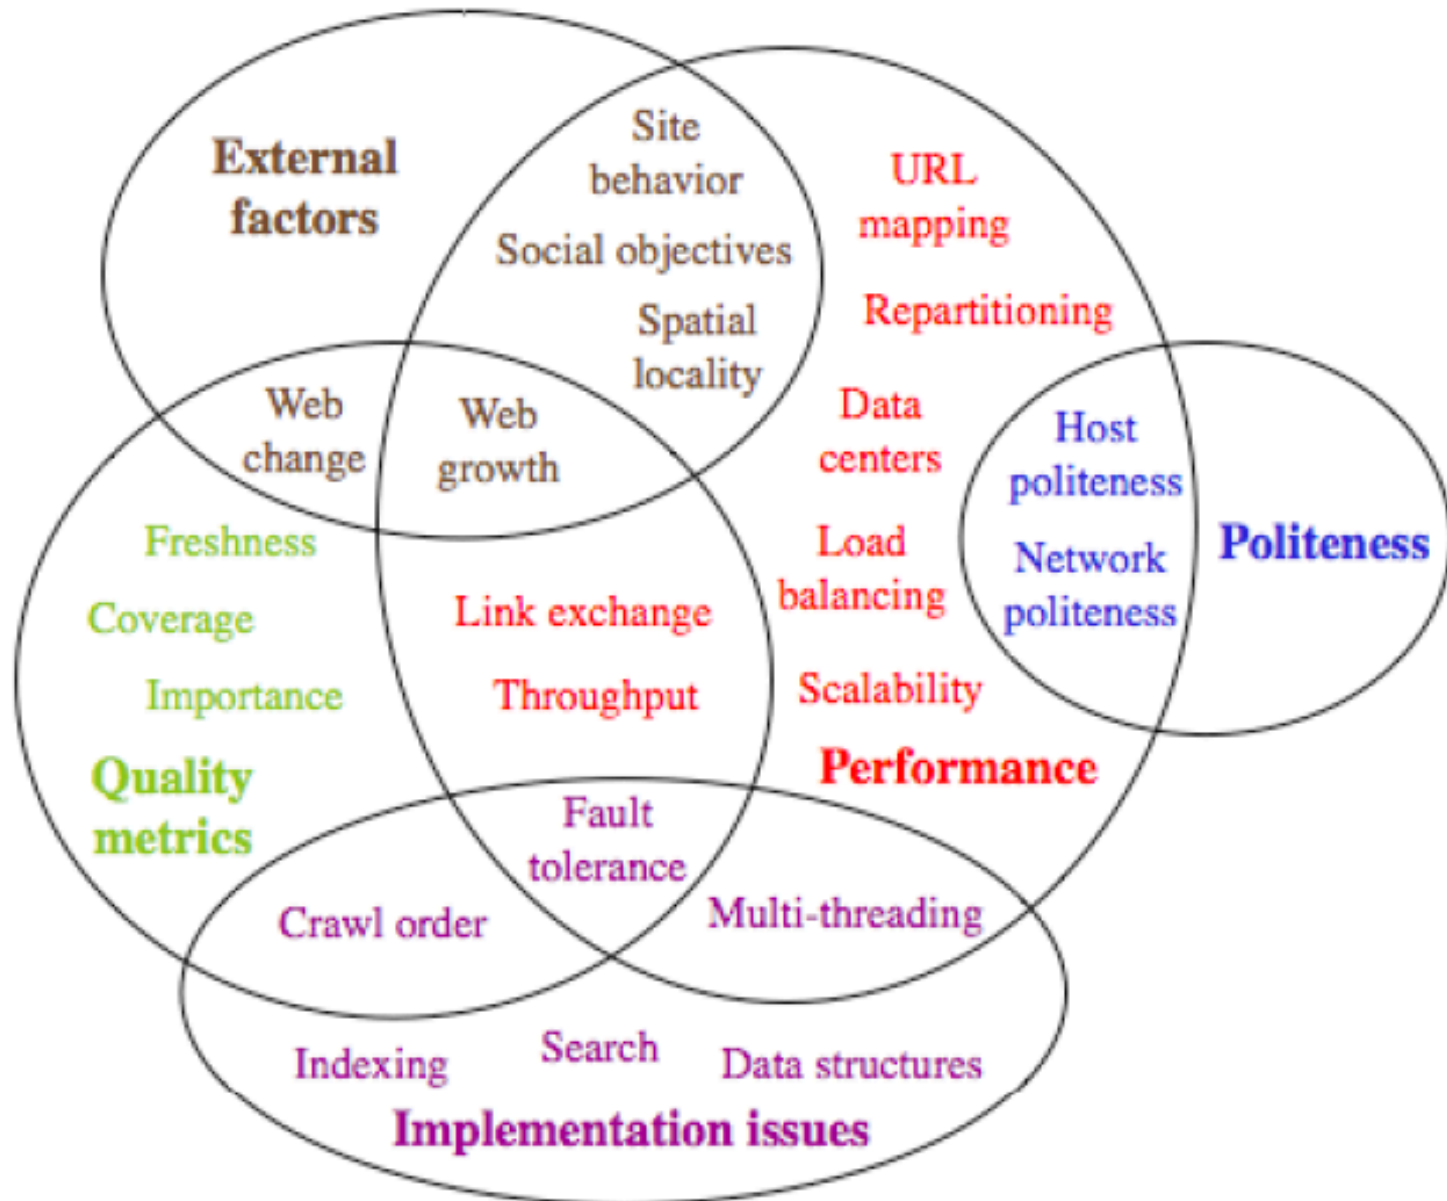 External
factors
Site
behavior
Social objectives
Spatial
locality
URL
mapping
Repartitioning
Web
change
Web
growth
Data
centers
Host
politeness
Network
politeness
Politeness
Freshness
Coverage
Importance
Quality
metrics
Link exchange
Throughput
Load
balancing
Scalability
Performance
Fault
tolerance
Crawl order
Multi-threading
Indexing
Search
Data structures
Implementation issues